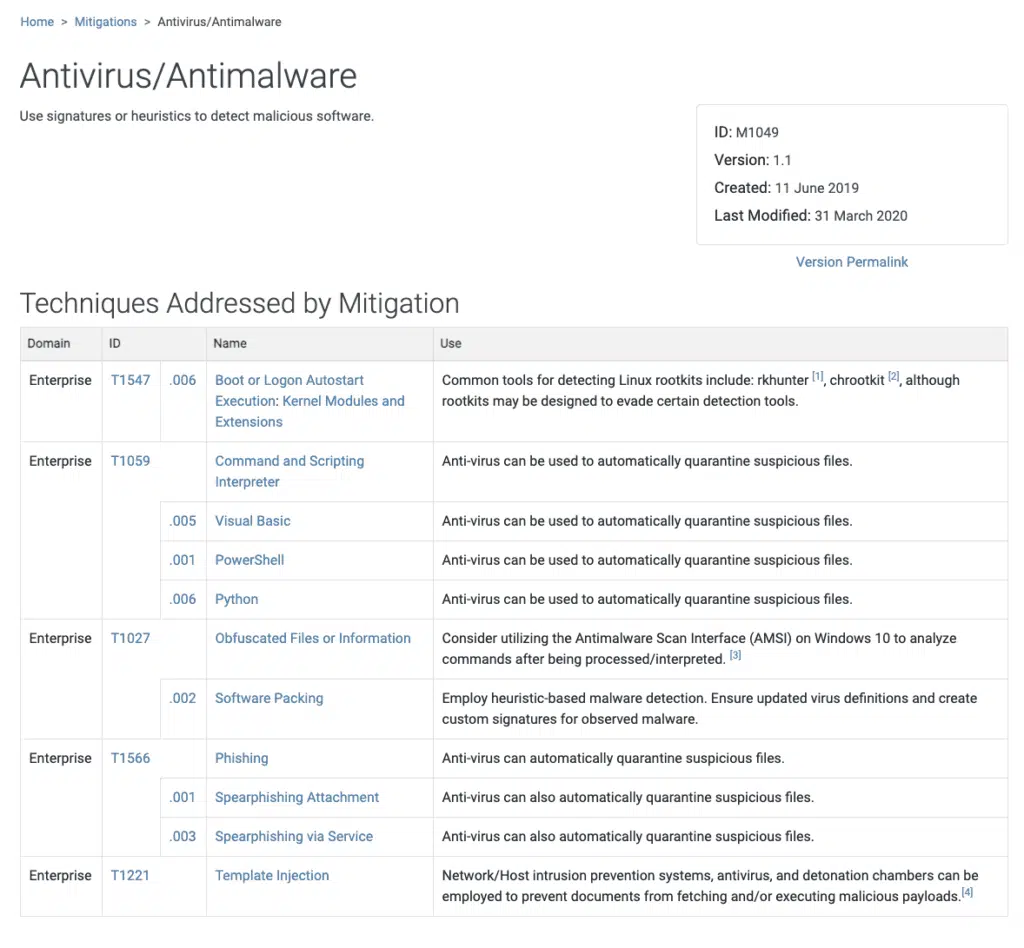 Home > Mitigations > Antivirus/Antimalware
Antivirus/Antimalware
Use signatures or heuristics to detect malicious software.
ID: M1049
Version: 1.1
Created: 11 June 2019
Last Modified: 31 March 2020
Version Permalink
Techniques Addressed by Mitigation
Domain ID Name Use
Enterprise T1547 .006 Boot or Logon Autostart
Execution: Kernel Modules and
Extensions
Common tools for detecting Linux rootkits include: rkhunter [1], chrootkit [2], although
rootkits may be designed to evade certain detection tools.
Enterprise T1059 Command and Scripting
Interpreter
Anti-virus can be used to automatically quarantine suspicious files.
.005 Visual Basic Anti-virus can be used to automatically quarantine suspicious files.
.001 PowerShell Anti-virus can be used to automatically quarantine suspicious files.
.006 Python Anti-virus can be used to automatically quarantine suspicious files.
Enterprise T1027 Obfuscated Files or Information Consider utilizing the Antimalware Scan Interface (AMSI) on Windows 10 to analyze
commands after being processed/interpreted. [3]
.002 Software Packing Employ heuristic-based malware detection. Ensure updated virus definitions and create
custom signatures for observed malware.
Enterprise T1566 Phishing Anti-virus can automatically quarantine suspicious files.
.001 Spearphishing Attachment Anti-virus can also automatically quarantine suspicious files.
.003 Spearphishing via Service Anti-virus can also automatically quarantine suspicious files.
Enterprise T1221 Template Injection Network/Host intrusion prevention systems, antivirus, and detonation chambers can be
employed to prevent documents from fetching and/or executing malicious payloads.[4]